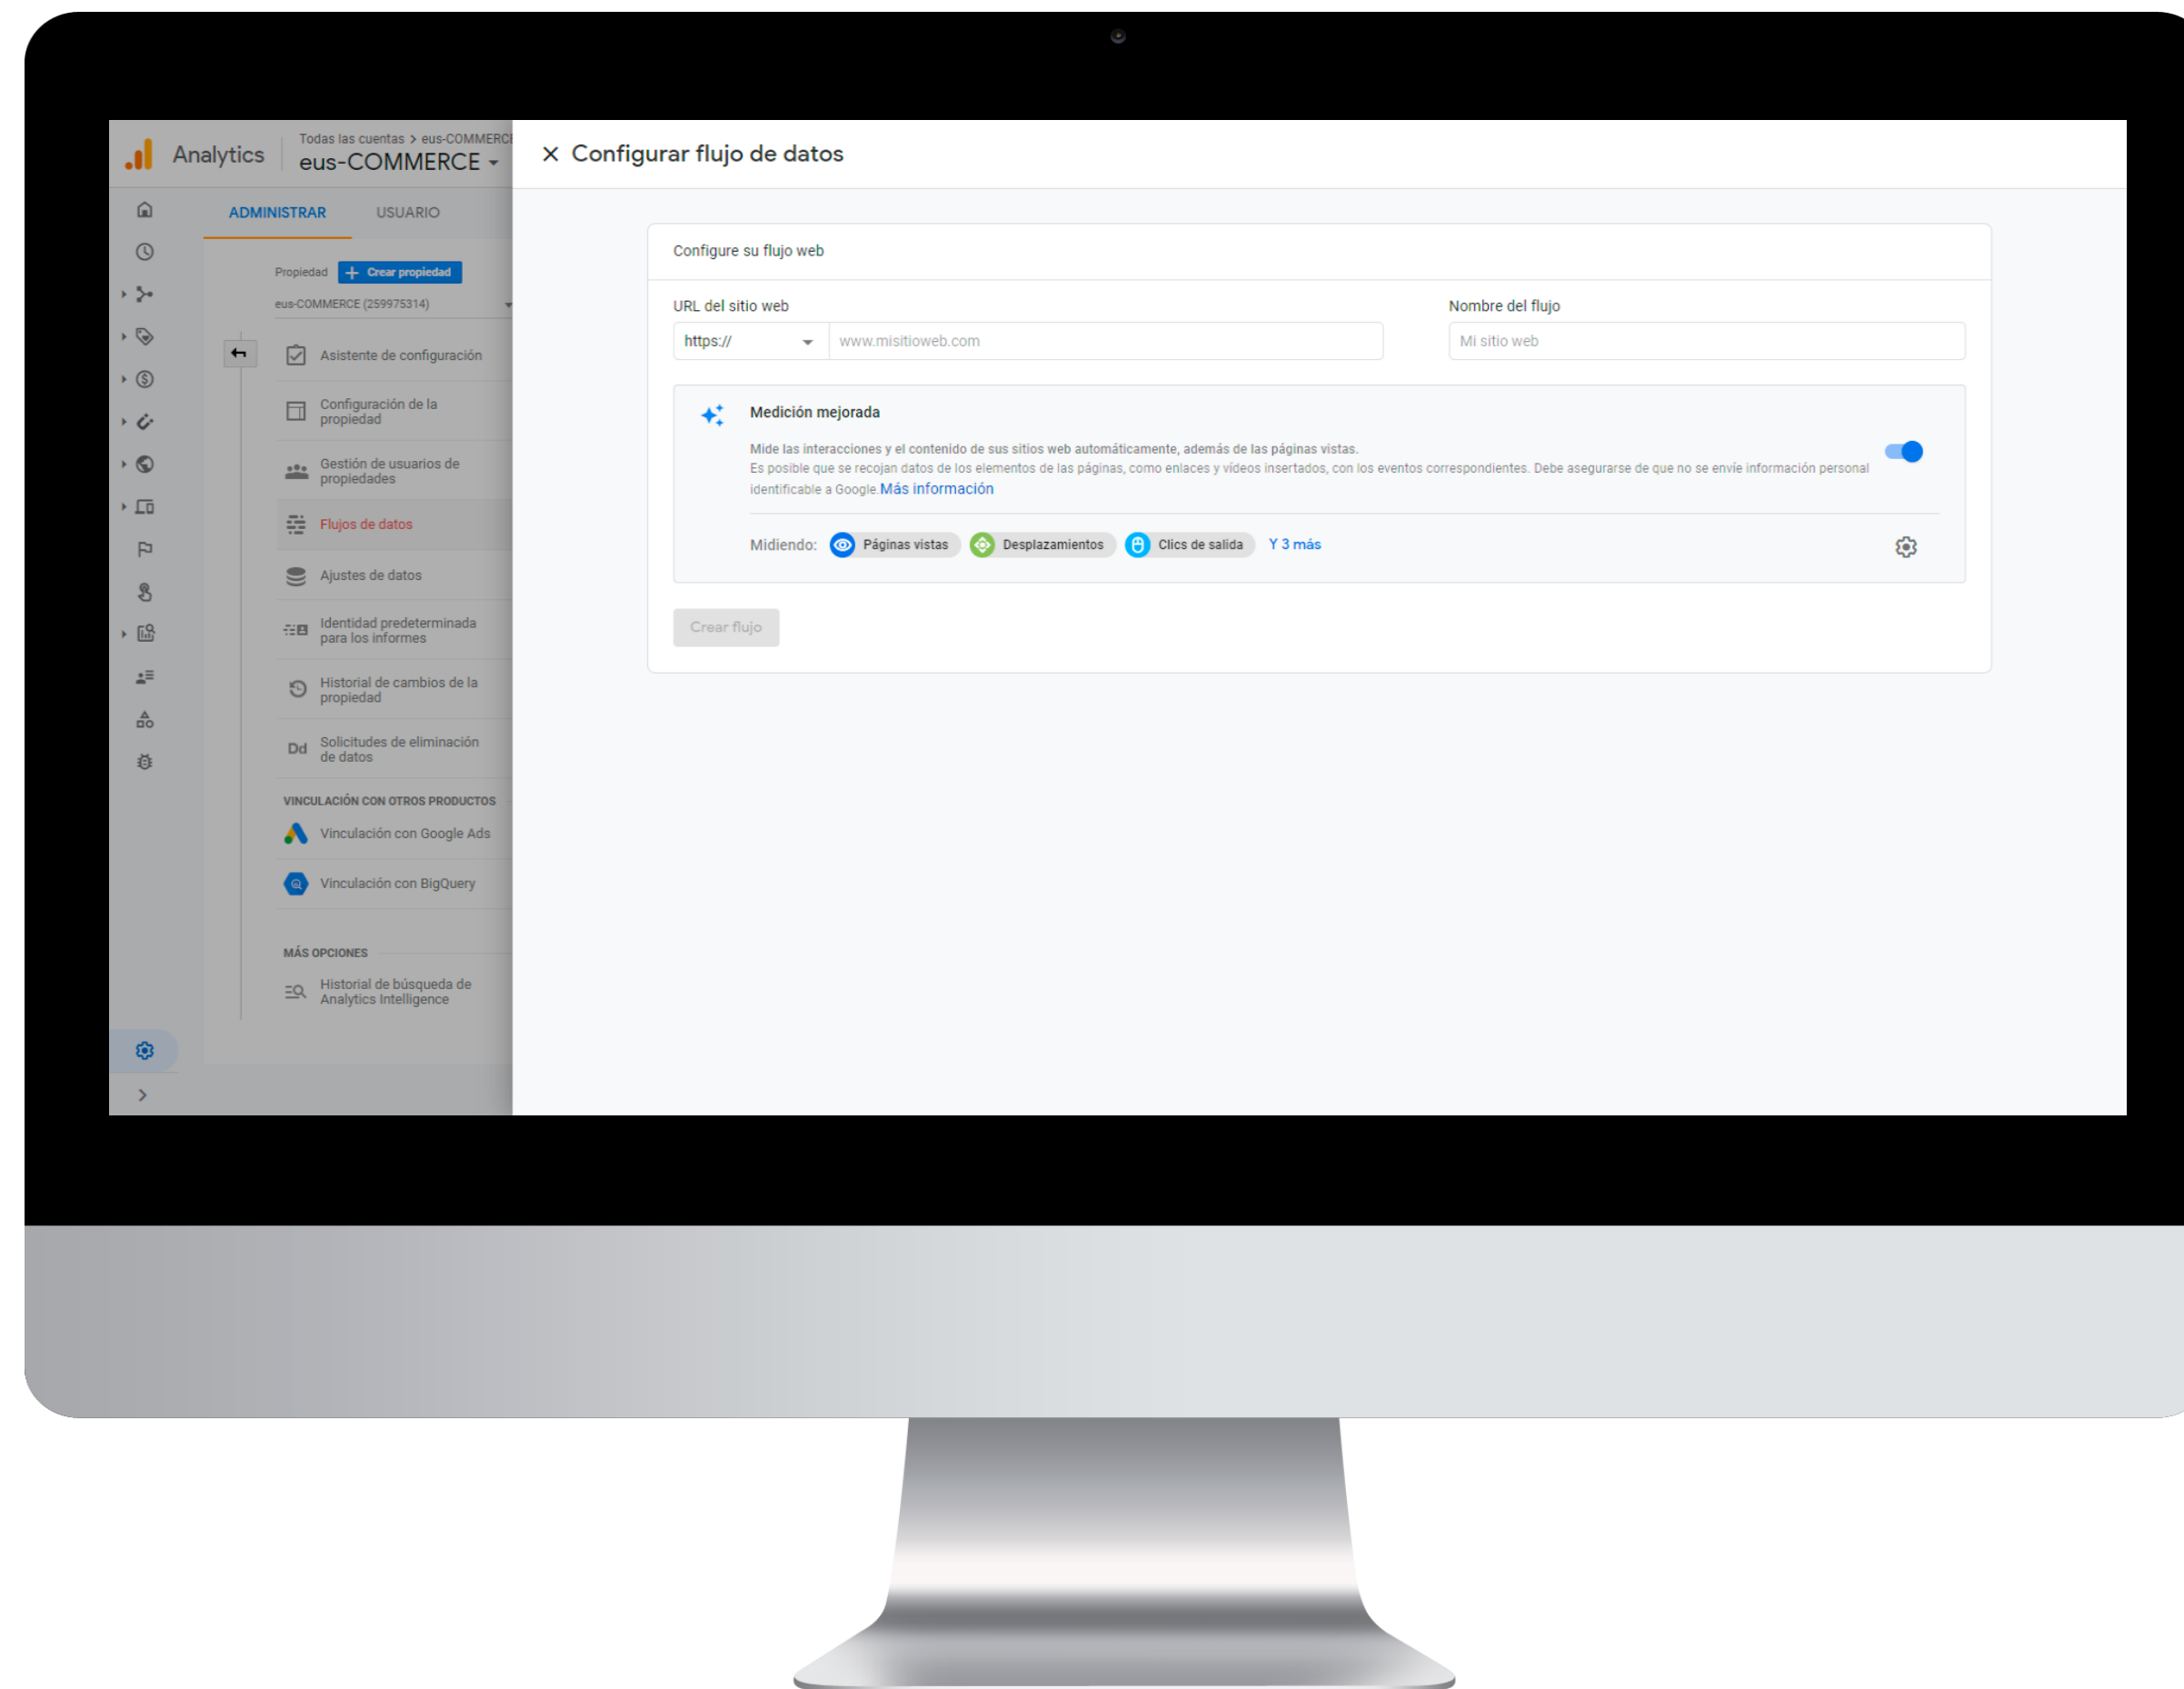 Analytics
Todas las cuentas > eus-COMMERCE
eus-COMMERCE
Configurar flujo de datos
ADMINISTRAR USUARIO
Propiedad + Crear propiedad
eus-COMMERCE (259975314)
Asistente de configuración
Configuración de la
propiedad
Gestión de usuarios de
propiedades
Flujos de datos
Ajustes de datos
Identidad predeterminada
para los informes
Historial de cambios de la
propiedad
Dd Solicitudes de eliminación
de datos
VINCULACIÓN CON OTROS PRODUCTOS
Vinculación con Google Ads
Vinculación con BigQuery
MÁS OPCIONES
Historial de búsqueda de
Analytics Intelligence
Configure su flujo web
URL del sitio web Nombre del flujo
https:// www.misitioweb.com Mi sitio web
Medición mejorada
Mide las interacciones y el contenido de sus sitios web automáticamente, además de las páginas vistas.
Es posible que se recojan datos de los elementos de las páginas, como enlaces y vídeos insertados, con los eventos correspondientes. Debe asegurarse de que no se envíe información personal
identificable a Google.Más información
Midiendo: Páginas vistas Desplazamientos Clics de salida Y 3 más
Crear flujo